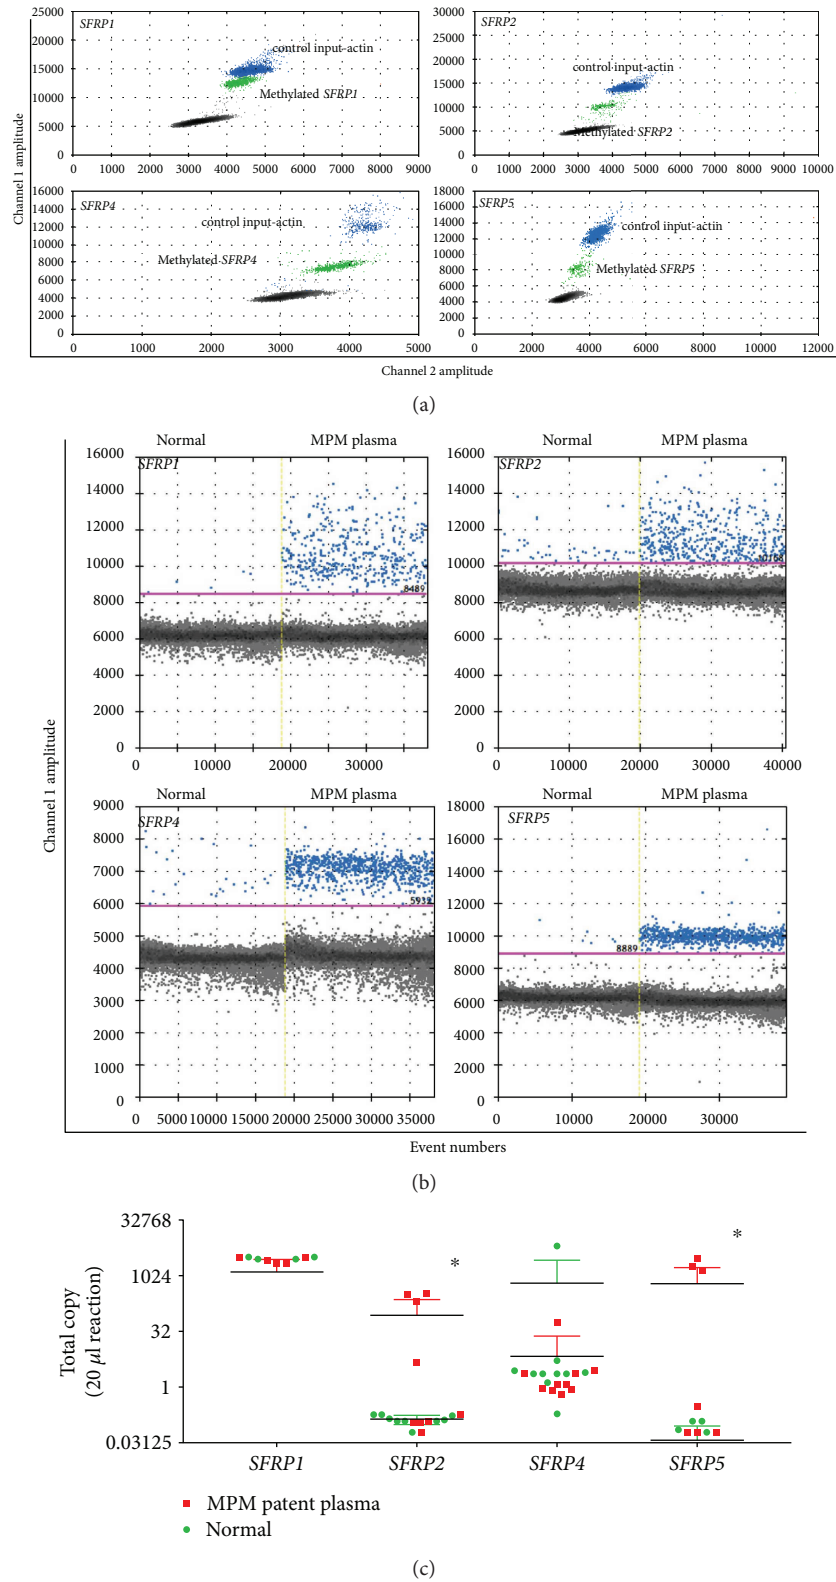 SFRP1
control input-actin
Methylated SFRP1
25000
20000
15000
10000
5000
0
0 1000 2000 3000 4000 5000 6000 7000 8000 9000
SFRP2
control input-actin
Methylated SFRP2
30000
25000
20000
15000
10000
5000
0
0 1000 2000 3000 4000 5000 6000 7000 8000 9000 10000
SFRP4
control input-actin
Methylated SFRP4
16000
14000
12000
10000
8000
6000
4000
2000
0
0 1000 2000 3000 4000 5000
SFRP5
control input-actin
Methylated SFRP5
18000
16000
14000
12000
10000
8000
6000
4000
2000
0
0 2000 4000 6000 8000 10000 12000
Channel 1 amplitude
Channel 2 amplitude
(a)
Normal MPM plasma
SFRP1
16000
14000
12000
10000
8000
6000
4000
2000
0
8489
0 10000 20000 30000
Normal MPM plasma
SFRP2
16000
14000
12000
10000
8000
6000
4000
2000
0
0 10000 20000 30000 40000
Normal MPM plasma
SFRP4
9000
8000
7000
6000
5000
4000
3000
2000
1000
0
0 5000 10000 15000 20000 25000 30000 35000
Normal MPM plasma
SFRP5
18000
16000
14000
12000
10000
8000
6000
4000
2000
0
8889
0 10000 20000 30000
Channel 1 amplitude
Event numbers
(b)
Total copy
(20 μl reaction)
32768
1024
32
1
0.03125
*
*
SFRP1 SFRP2 SFRP4 SFRP5
MPM patent plasma
Normal
(c)